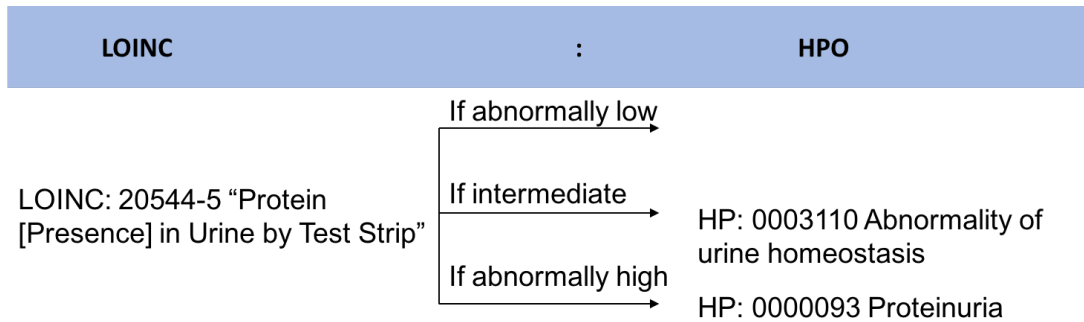 LOINC : HPO
If abnormally low
If intermediate
LOINC: 20544-5 “Protein
[Presence] in Urine by Test Strip”
HP: 0003110 Abnormality of
urine homeostasis
If abnormally high
HP: 0000093 Proteinuria